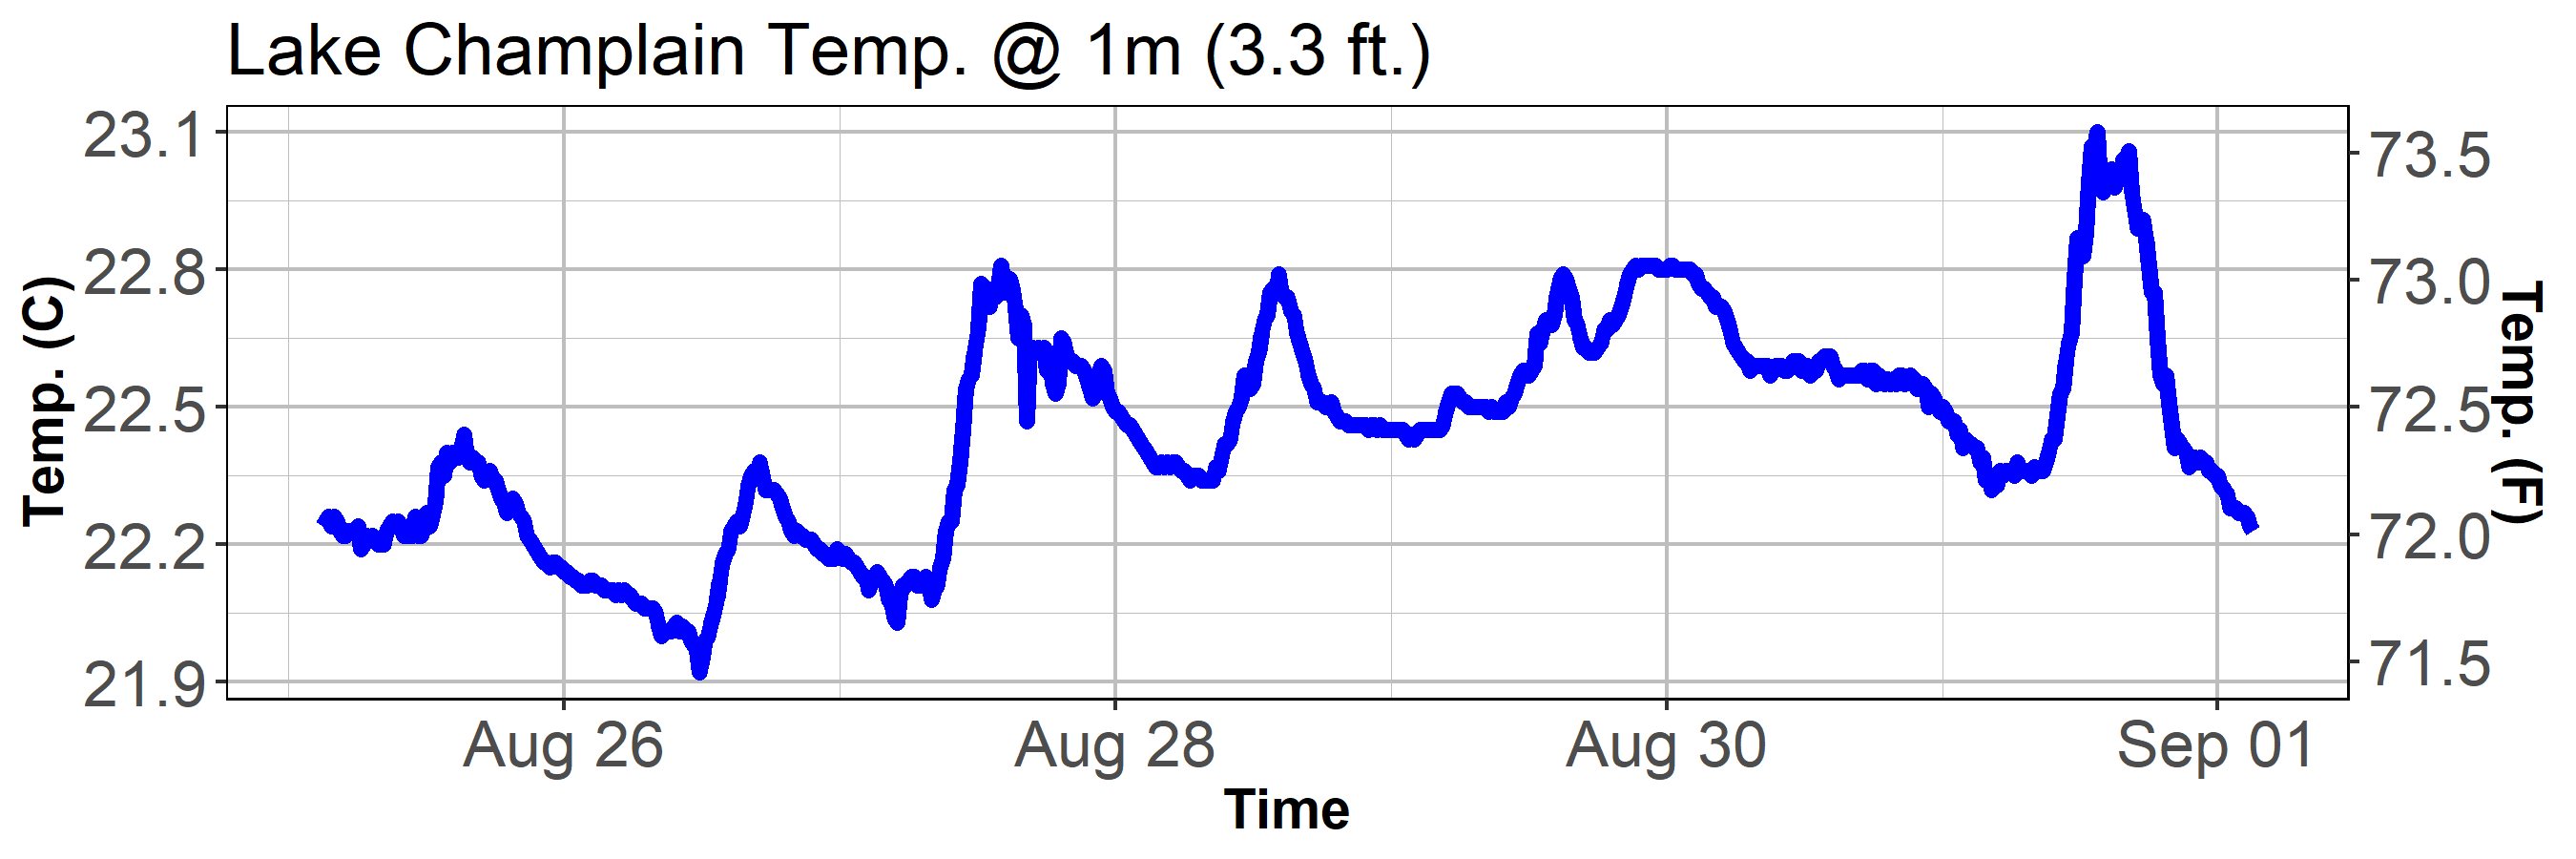 Lake Champlain Temp. @ 1m (3.3 ft.)
Temp. (C)
23.1
22.8
22.5
22.2
21.9
73.5
73.0
72.5
72.0
71.5
Temp. (F)
Aug 26 Aug 28 Aug 30 Sep 01
Time